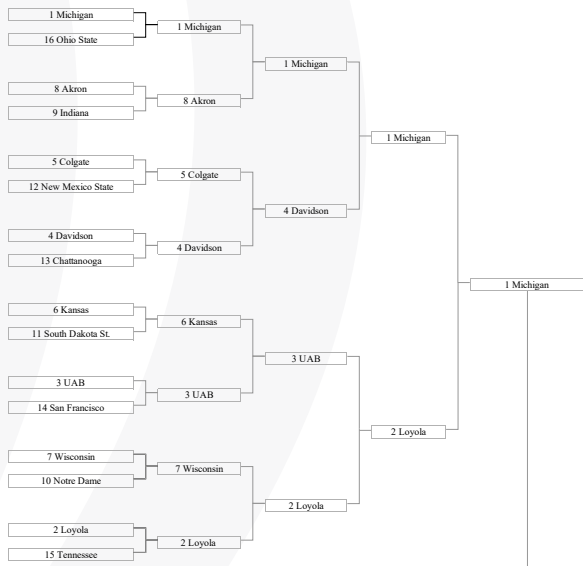 1 Michigan
16 Ohio State
8 Akron
9 Indiana
5 Colgate
12 New Mexico State
4 Davidson
13 Chattanooga
6 Kansas
11 South Dakota St.
3 UAB
14 San Francisco
7 Wisconsin
10 Notre Dame
2 Loyola
15 Tennessee
1 Michigan
8 Akron
5 Colgate
4 Davidson
6 Kansas
3 UAB
7 Wisconsin
2 Loyola
1 Michigan
4 Davidson
3 UAB
2 Loyola
1 Michigan
2 Loyola
1 Michigan